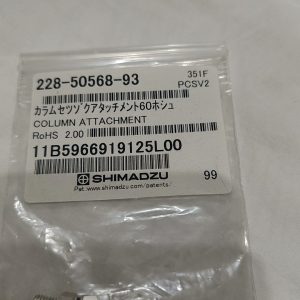 228-50568-93
351F
PCSV2
カラムセツゾクアタッチメント60ホシュ
COLUMN ATTACHMENT
RoHS 2.00
11B5966919125L00
SHIMADZU
99
Pat.:www.shimadzu.com/patents/